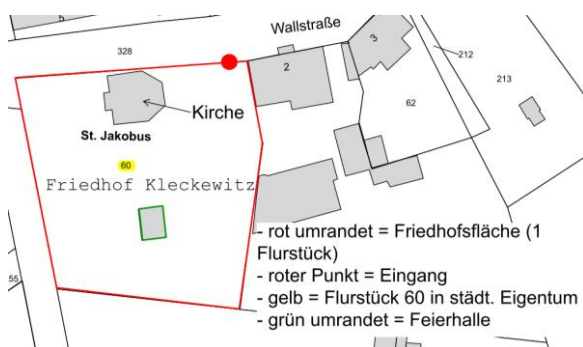 5
Wallstraße
328
3
212
2
213
Kirche
62
St. Jakobus
60
Friedhof Kleckewitz
- rot umrandet = Friedhofsfläche (1
Flurstück)
- roter Punkt = Eingang
- gelb = Flurstück 60 in städt. Eigentum
- grün umrandet = Feierhalle
55